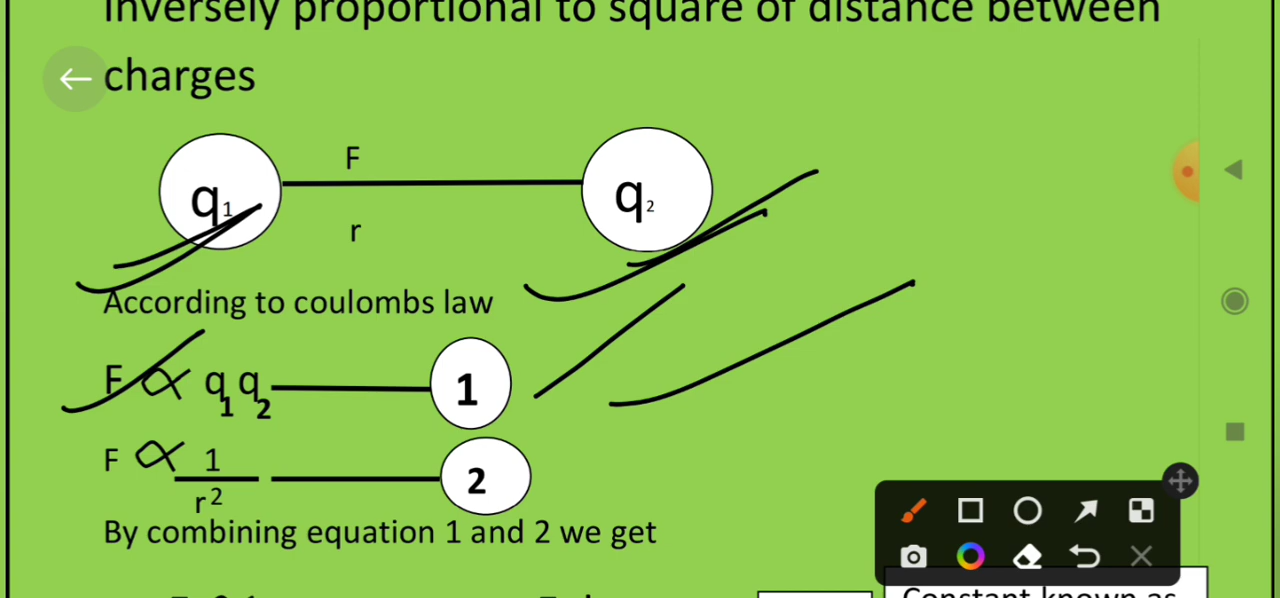 inversely proportional to square of distance between
charges
F
q1
q2
r
According to coulombs law
F ∝ q1q2 1
F ∝ 1
r2 2
By combining equation 1 and 2 we get
Constant known as